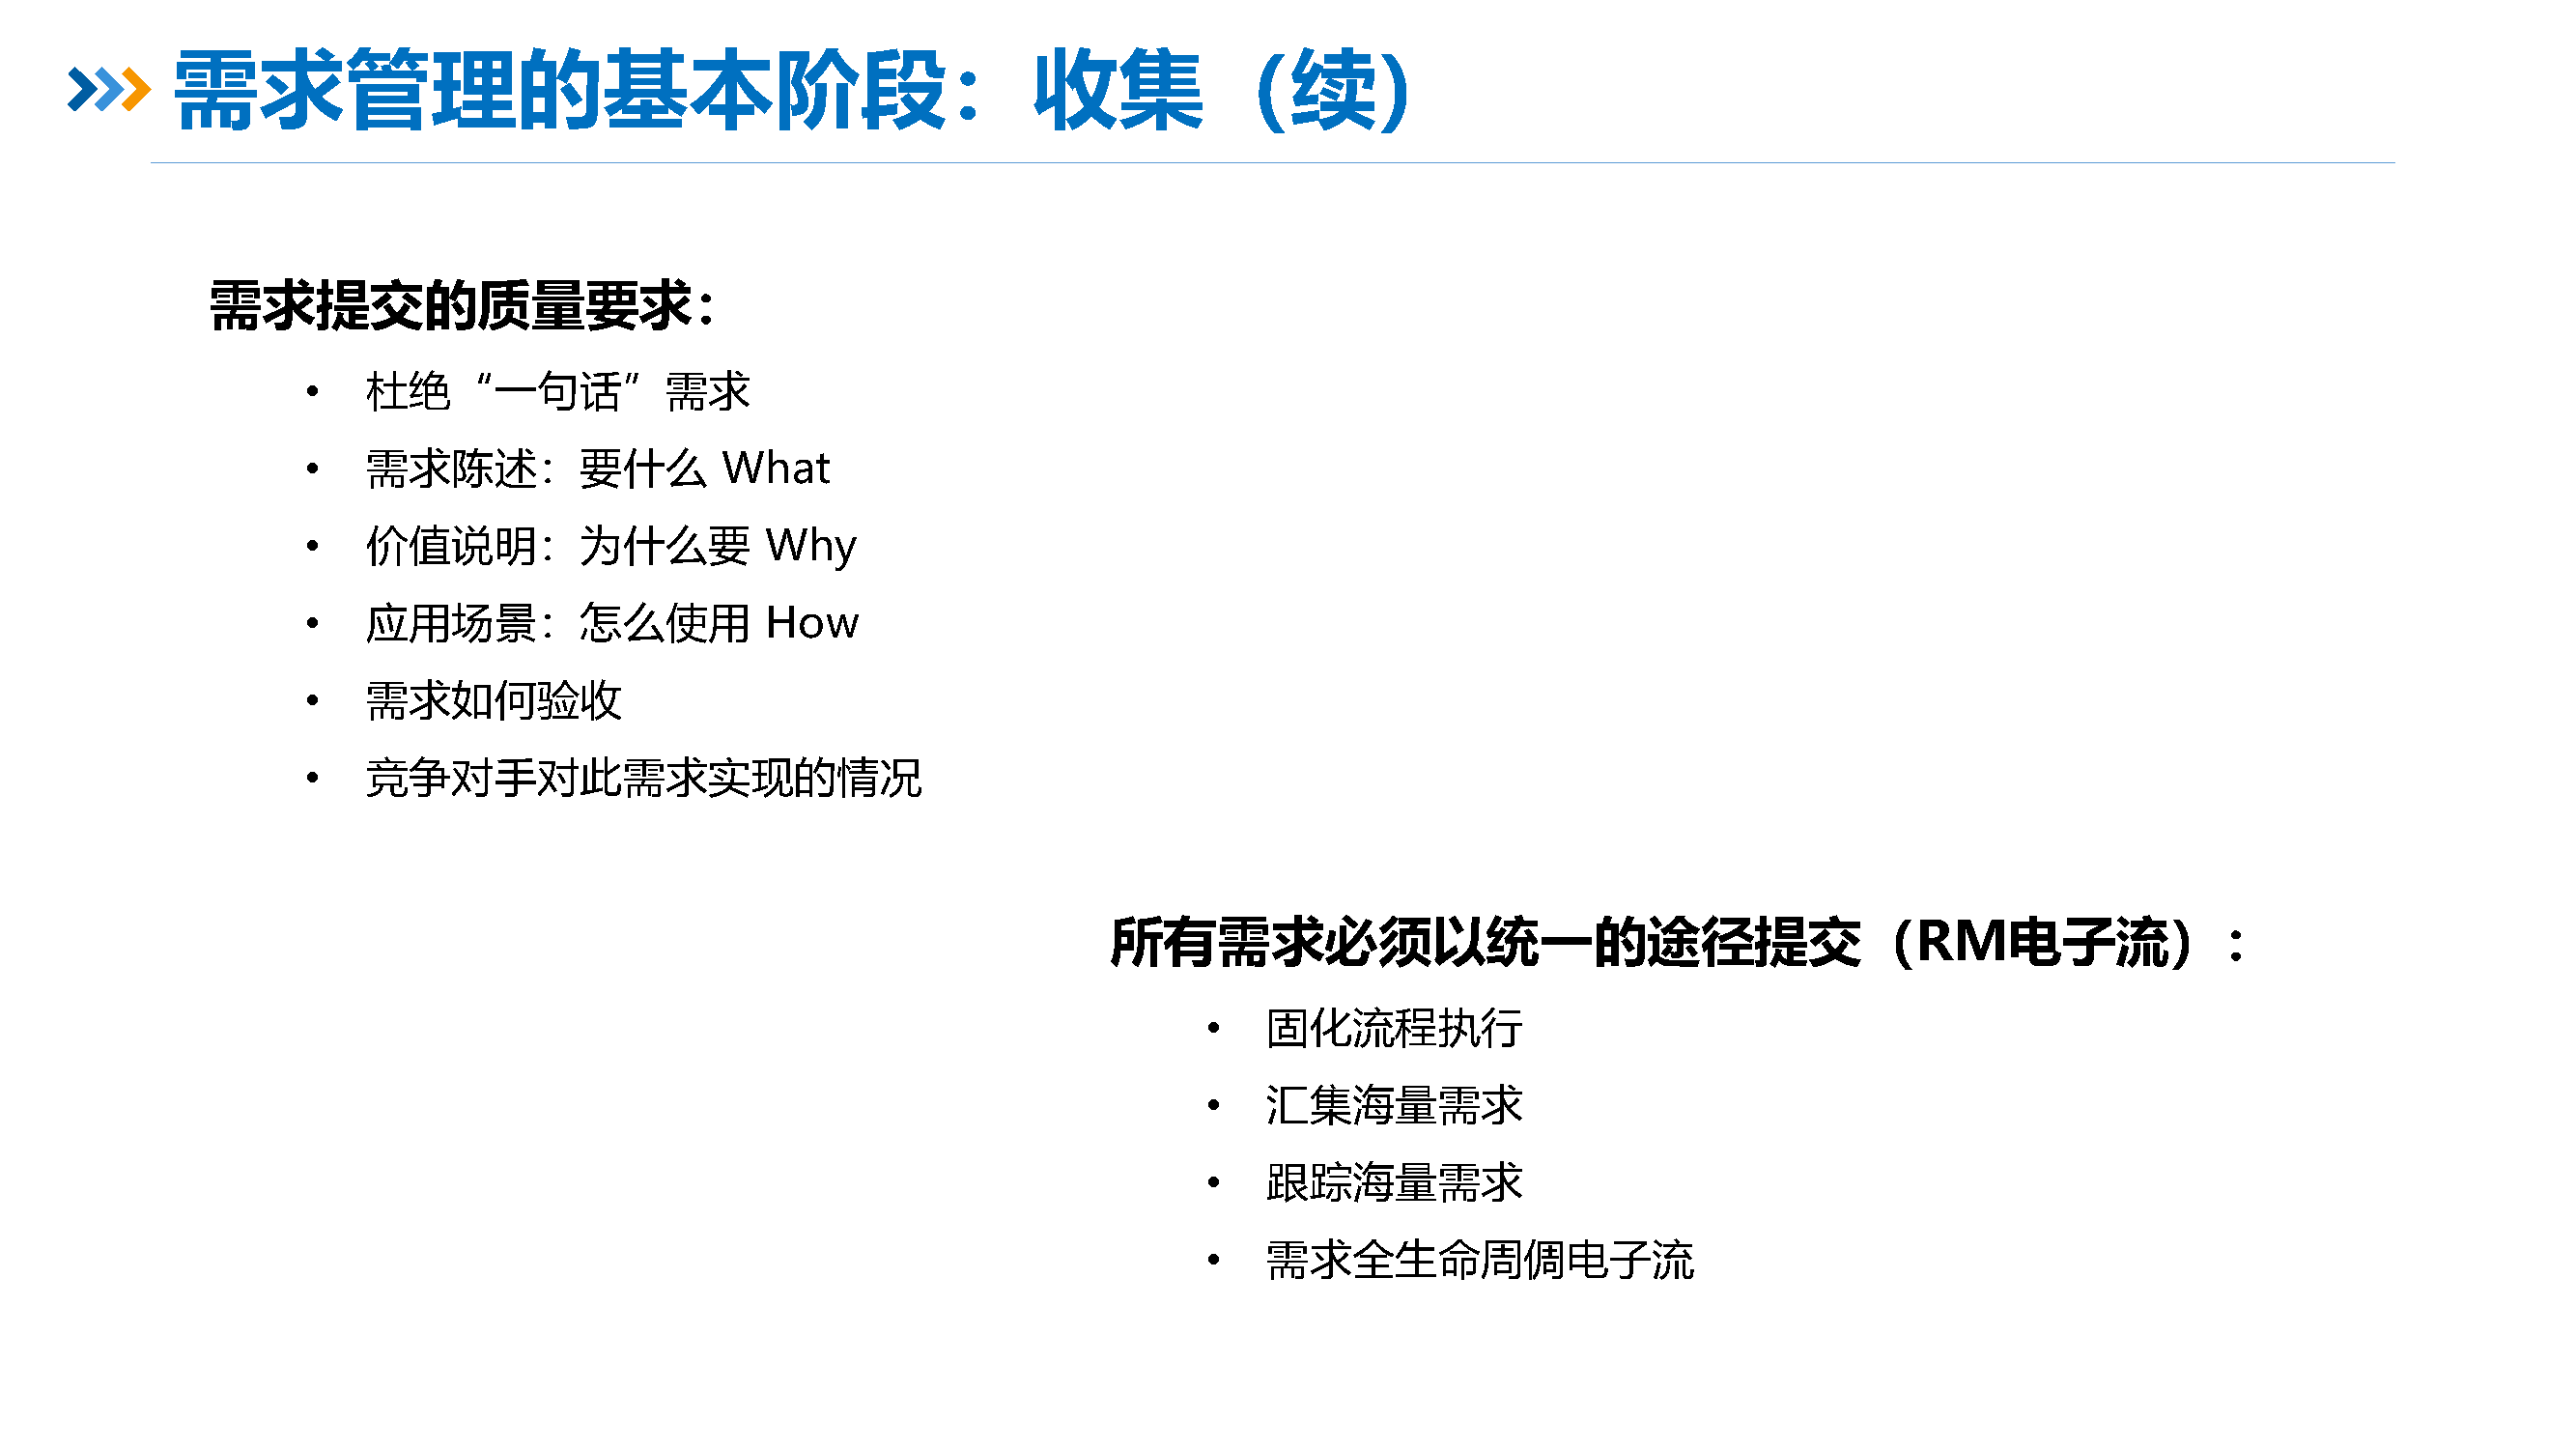 需求管理的基本阶段：收集（续）
需求提交的质量要求：
• 杜绝“一句话”需求
• 需求陈述：要什么 What
• 价值说明：为什么要 Why
• 应用场景：怎么使用 How
• 需求如何验收
• 竞争对手对此需求实现的情况
所有需求必须以统一的途径提交（RM电子流）：
• 固化流程执行
• 汇集海量需求
• 跟踪海量需求
• 需求全生命周倜电子流